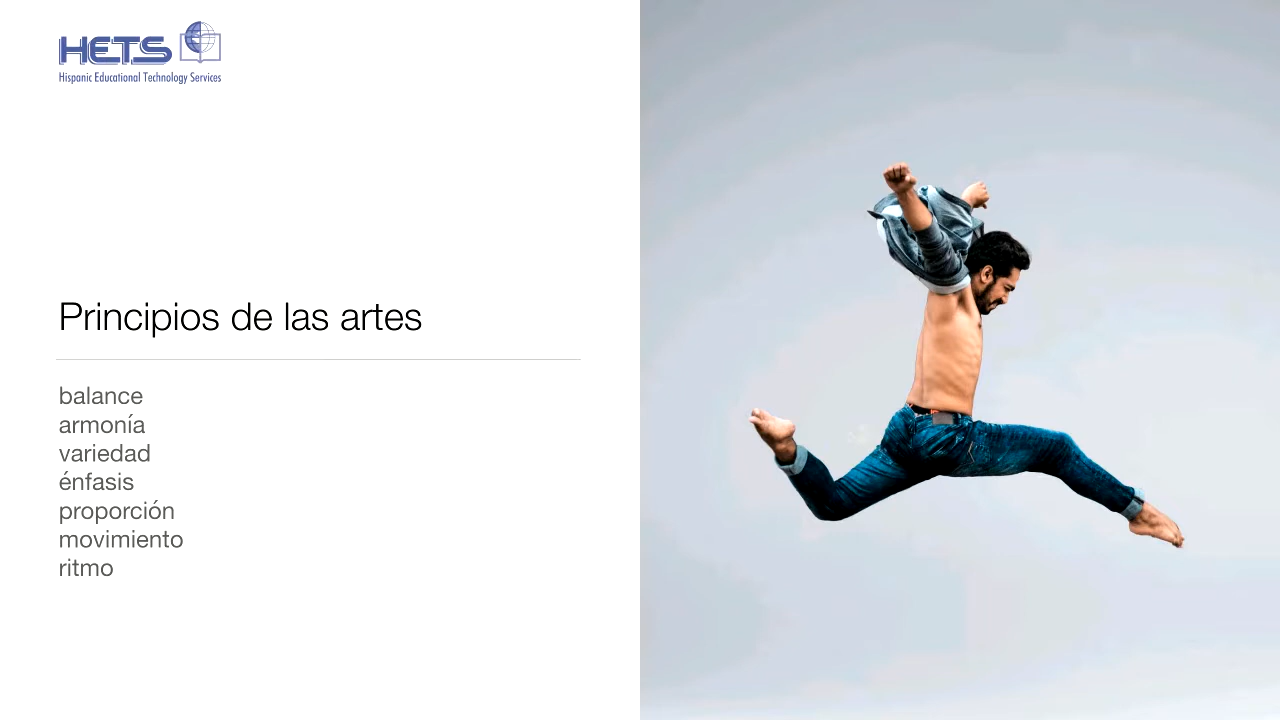 HETS
Hispanic Educational Technology Services
Principios de las artes
balance
armonía
variedad
énfasis
proporción
movimiento
ritmo